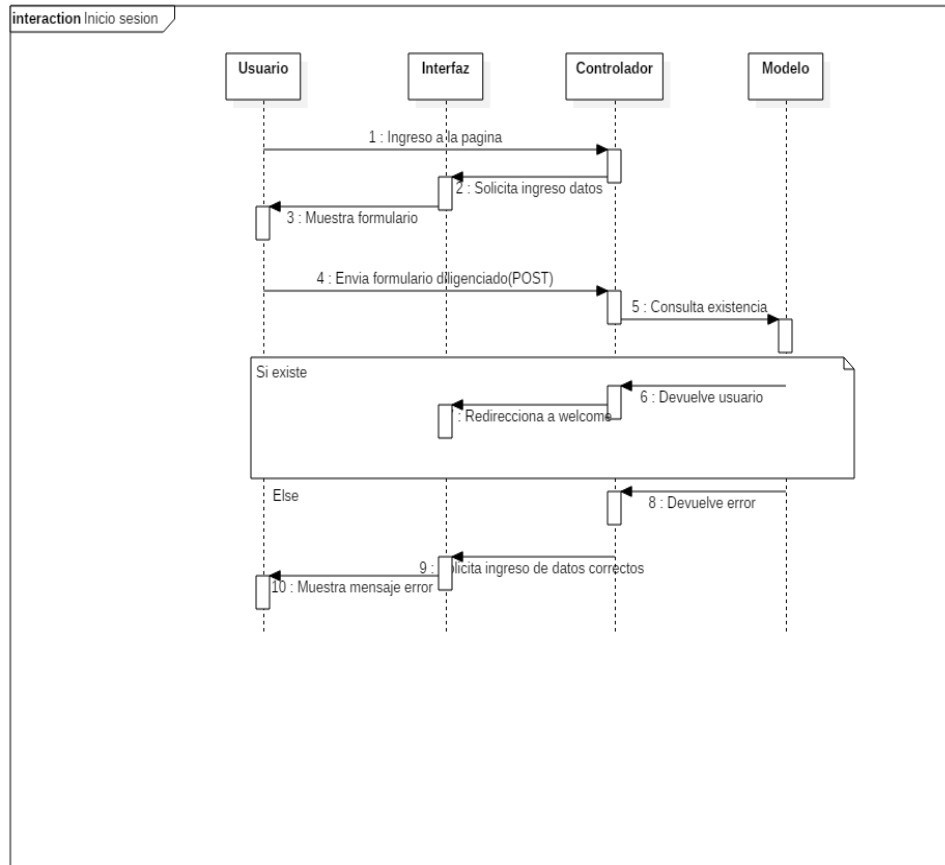 interaction Inicio sesion
Usuario
Interfaz
Controlador
Modelo
1 : Ingreso a la pagina
2 : Solicita ingreso datos
3 : Muestra formulario
4 : Envia formulario diligenciado(POST)
5 : Consulta existencia
Si existe
6 : Devuelve usuario
: Redirecciona a welcome
Else
8 : Devuelve error
9 : Solicita ingreso de datos correctos
10 : Muestra mensaje error